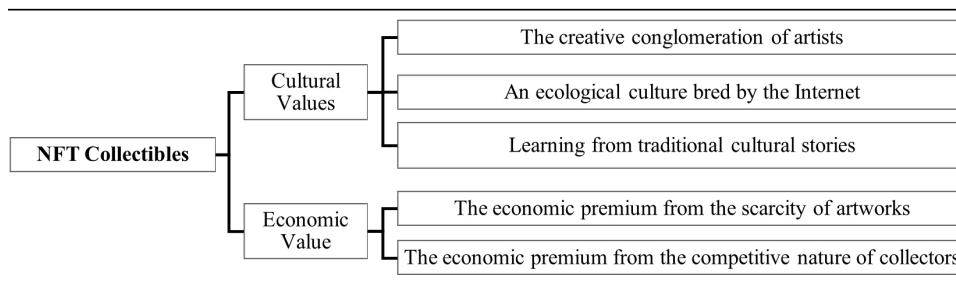 The creative conglomeration of artists
Cultural
Values
An ecological culture bred by the Internet
Learning from traditional cultural stories
NFT Collectibles
The economic premium from the scarcity of artworks
Economic
Value
The economic premium from the competitive nature of collectors